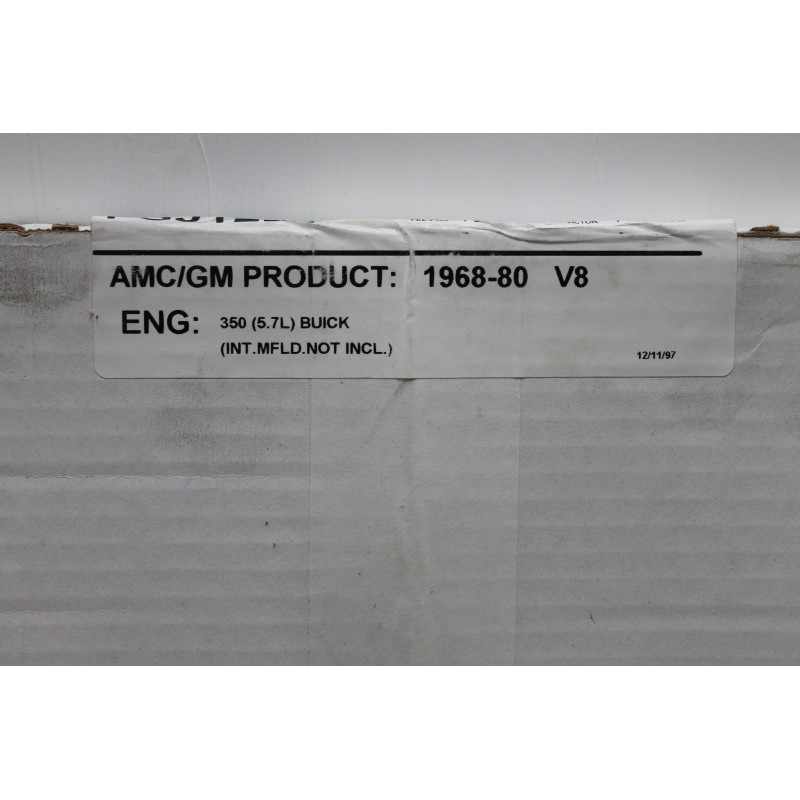 AMC/GM PRODUCT: 1968-80 V8
ENG: 350 (5.7L) BUICK
(INT.MFLD.NOT INCL.)
12/11/97